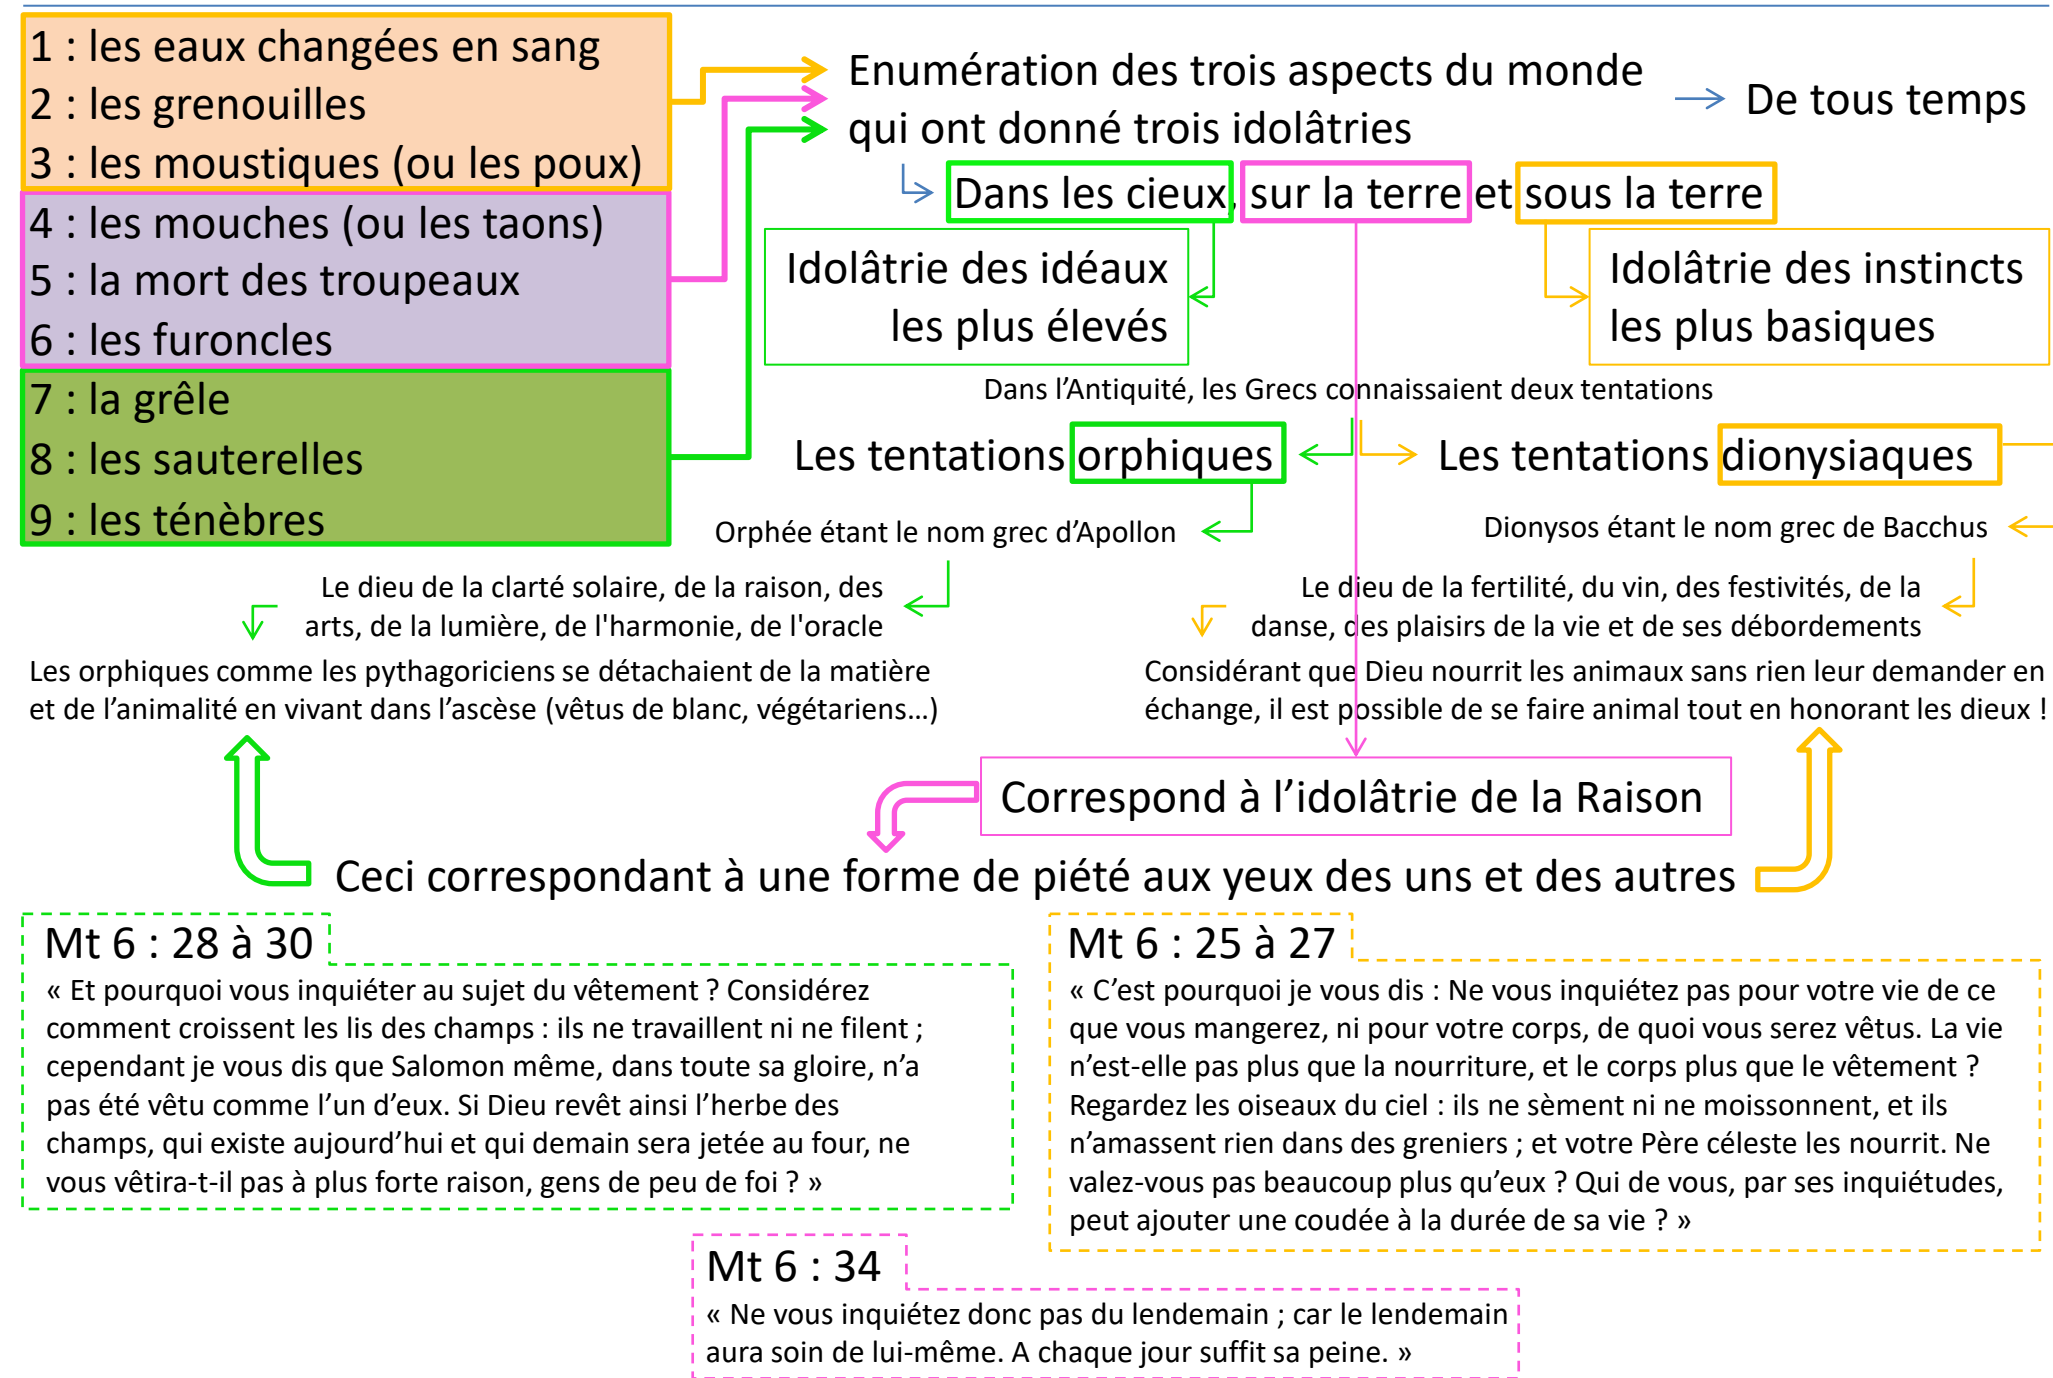 1 : les eaux changées en sang
2 : les grenouilles
3 : les moustiques (ou les poux)
4 : les mouches (ou les taons)
5 : la mort des troupeaux
6 : les furoncles
7 : la grêle
8 : les sauterelles
9 : les ténèbres
Enumération des trois aspects du monde
qui ont donné trois idolâtries
De tous temps
Dans les cieux, sur la terre et sous la terre
Idolâtrie des idéaux
les plus élevés
Idolâtrie des instincts
les plus basiques
Dans l’Antiquité, les Grecs connaissaient deux tentations
Les tentations orphiques
Les tentations dionysiaques
Orphée étant le nom grec d’Apollon
Dionysos étant le nom grec de Bacchus
Le dieu de la clarté solaire, de la raison, des
arts, de la lumière, de l'harmonie, de l'oracle
Le dieu de la fertilité, du vin, des festivités, de la
danse, des plaisirs de la vie et de ses débordements
Les orphiques comme les pythagoriciens se détachaient de la matière
et de l’animalité en vivant dans l’ascèse (vêtus de blanc, végétariens…)
Considérant que Dieu nourrit les animaux sans rien leur demander en
échange, il est possible de se faire animal tout en honorant les dieux !
Correspond à l’idolâtrie de la Raison
Ceci correspondant à une forme de piété aux yeux des uns et des autres
Mt 6 : 28 à 30
« Et pourquoi vous inquiéter au sujet du vêtement ? Considérez
comment croissent les lis des champs : ils ne travaillent ni ne filent ;
cependant je vous dis que Salomon même, dans toute sa gloire, n’a
pas été vêtu comme l’un d’eux. Si Dieu revêt ainsi l’herbe des
champs, qui existe aujourd’hui et qui demain sera jetée au four, ne
vous vêtira-t-il pas à plus forte raison, gens de peu de foi ? »
Mt 6 : 25 à 27
« C’est pourquoi je vous dis : Ne vous inquiétez pas pour votre vie de ce
que vous mangerez, ni pour votre corps, de quoi vous serez vêtus. La vie
n’est-elle pas plus que la nourriture, et le corps plus que le vêtement ?
Regardez les oiseaux du ciel : ils ne sèment ni ne moissonnent, et ils
n’amassent rien dans des greniers ; et votre Père céleste les nourrit. Ne
valez-vous pas beaucoup plus qu’eux ? Qui de vous, par ses inquiétudes,
peut ajouter une coudée à la durée de sa vie ? »
Mt 6 : 34
« Ne vous inquiétez donc pas du lendemain ; car le lendemain
aura soin de lui-même. A chaque jour suffit sa peine. »